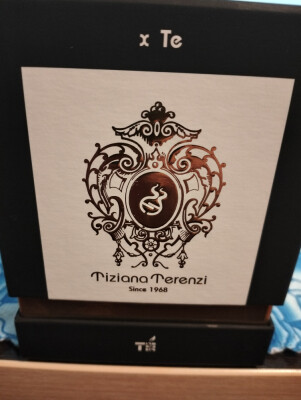 x Te
Tiziana Terenzi
Since 1968